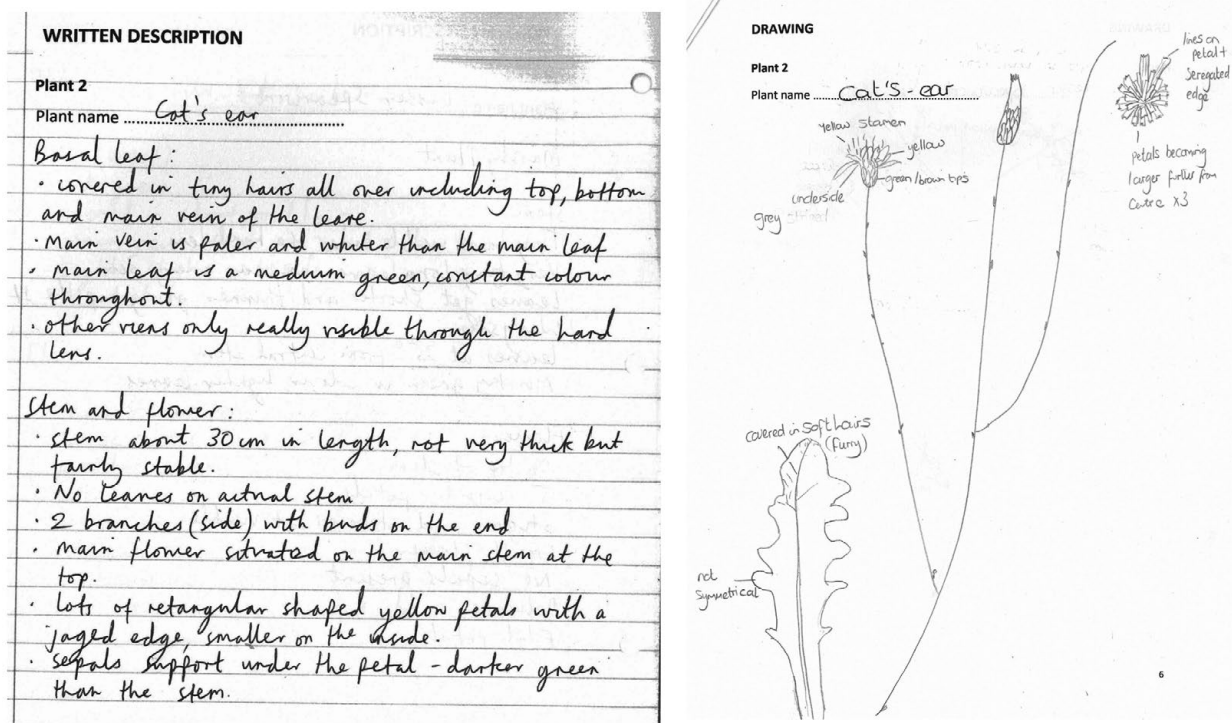 WRITTEN DESCRIPTION
Plant 2
Plant name ........ Cat's ear ........
Basal leaf :
· covered in tiny hairs all over including top, bottom
and main vein of the leave.
· Main vein is paler and whiter than the main leaf
· main leaf is a medium green, constant colour
throughout.
· other viens only really visible through the hand
lens.
Stem and flower :
· stem about 30 cm in length, not very thick but
fairly stable.
· No leaves on actual stem
· 2 branches (side) with buds on the end
· main flower situated on the main stem at the
top.
· lots of retangular shaped yellow petals with a
jaged edge, smaller on the inside.
· sepals support under the petal - darker green
than the stem.
DRAWING
Plant 2
Plant name ........ Cat's - ear ........
yellow stamen
yellow
green/brown tips
underside
grey
lines on
petal +
Seregated
edge
petals becoming
larger further from
Centre x3
covered in soft hairs
(furry)
not
Symmetrical
6